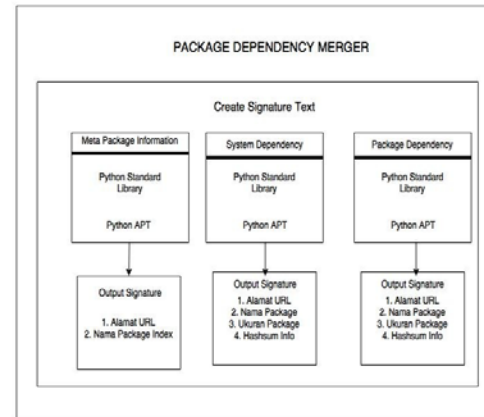 PACKAGE DEPENDENCY MERGER
Create Signature Text
Meta Package Information
Python Standard
Library
Python APT
Output Signature
1. Alamat URL
2. Nama Package Index
System Dependency
Python Standard
Library
Python APT
Output Signature
1. Alamat URL
2. Nama Package
3. Ukuran Package
4. Hashsum Info
Package Dependency
Python Standard
Library
Python APT
Output Signature
1. Alamat URL
2. Nama Package
3. Ukuran Package
4. Hashsum Info